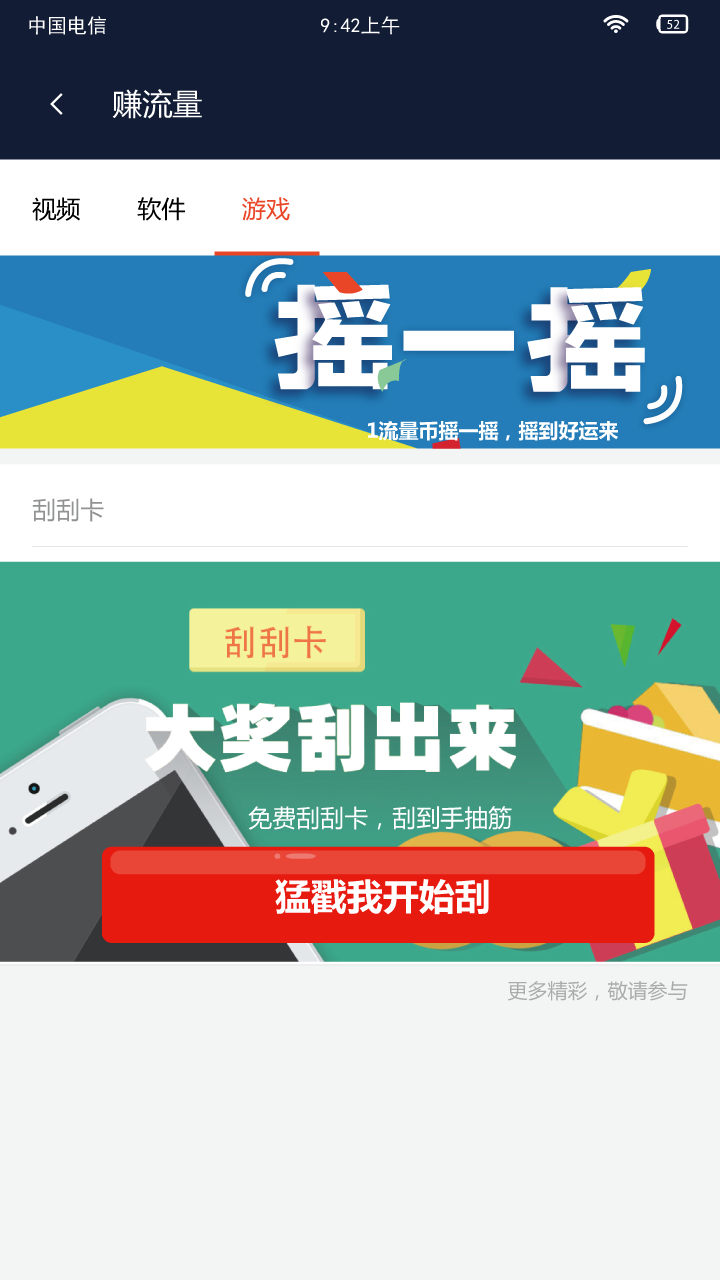 中国电信
9:42上午
52
赚流量
视频
软件
游戏
摇一摇
1流量币摇一摇，摇到好运来
刮刮卡
刮刮卡
大奖刮出来
免费刮刮卡，刮到手抽筋
猛戳我开始刮
更多精彩，敬请参与